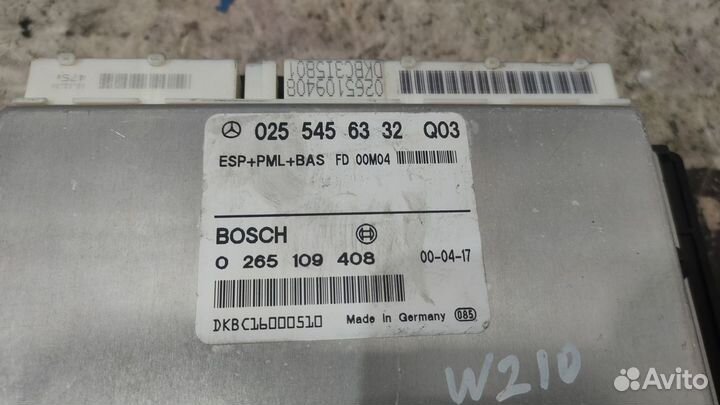 DKBC315B01
0265109408
025 545 63 32 Q03
ESP+PML+BAS FD 00M04
BOSCH
0 265 109 408 00-04-17
DKBC16000510 Made in Germany 085
W210
Avito